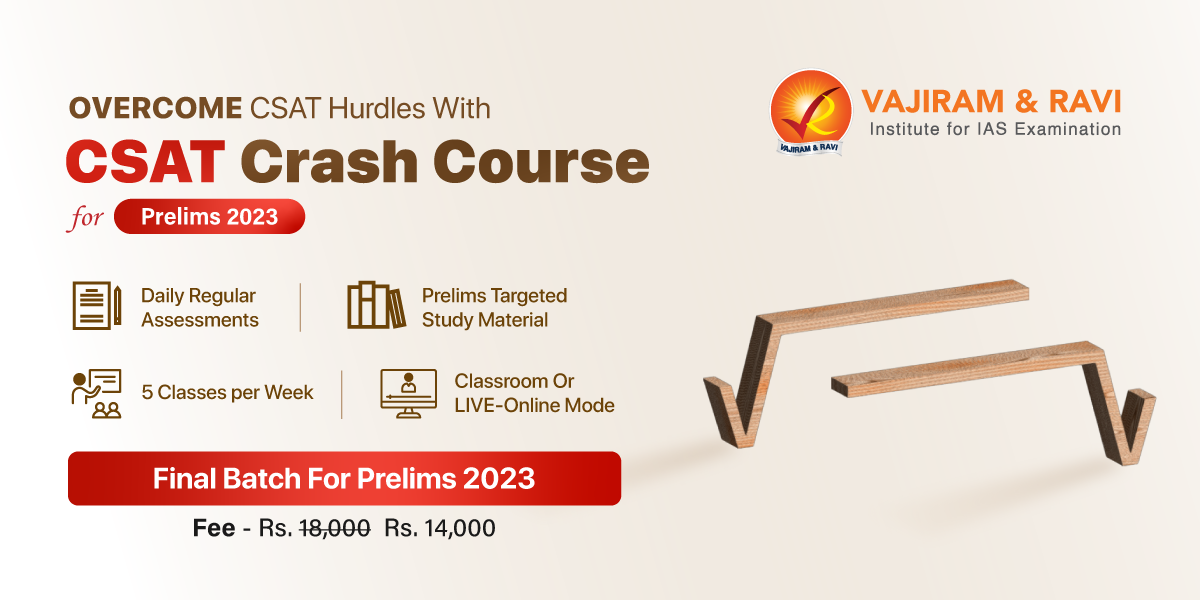 OVERCOME CSAT Hurdles With
CSAT Crash Course
for Prelims 2023
Daily Regular
Assessments
Prelims Targeted
Study Material
5 Classes per Week
Classroom Or
LIVE-Online Mode
Final Batch For Prelims 2023
Fee - Rs. 18,000 Rs. 14,000
VAJIRAM & RAVI
Institute for IAS Examination
VAJIRAM & RAVI